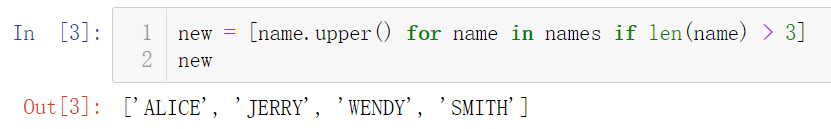 In [3]: 1 new = [name.upper() for name in names if len(name) > 3]
2 new
Out[3]: ['ALICE', 'JERRY', 'WENDY', 'SMITH']